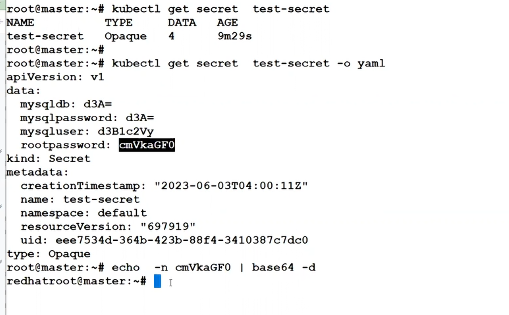 root@master:~# kubectl get secret  test-secret
NAME          TYPE     DATA   AGE
test-secret   Opaque   4      9m29s
root@master:~#
root@master:~# kubectl get secret  test-secret -o yaml
apiVersion: v1
data:
  mysqldb: d3A=
  mysqlpassword: d3A=
  mysqluser: d3B1c2Vy
  rootpassword: cmVkaGF0
kind: Secret
metadata:
  creationTimestamp: "2023-06-03T04:00:11Z"
  name: test-secret
  namespace: default
  resourceVersion: "697919"
  uid: eee7534d-364b-423b-88f4-3410387c7dc0
type: Opaque
root@master:~# echo  -n cmVkaGF0 | base64 -d
redhatroot@master:~#